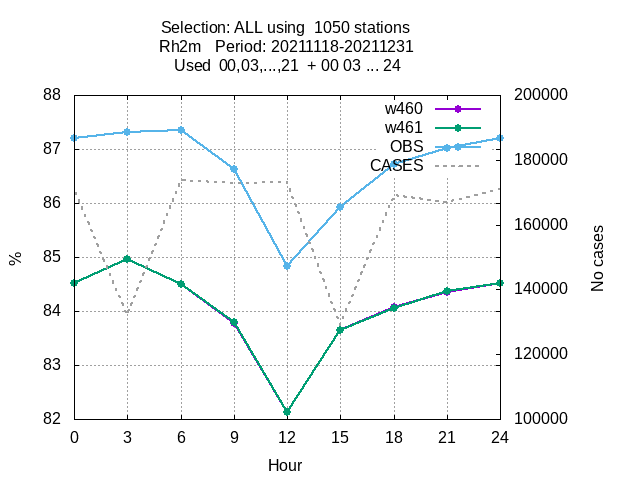 Selection: ALL using  1050 stations
Rh2m   Period: 20211118-20211231
Used  00,03,...,21  + 00 03 ... 24
w460
w461
OBS
CASES
88
87
86
85
84
83
82
%
200000
180000
160000
140000
120000
100000
No cases
0 3 6 9 12 15 18 21 24
Hour